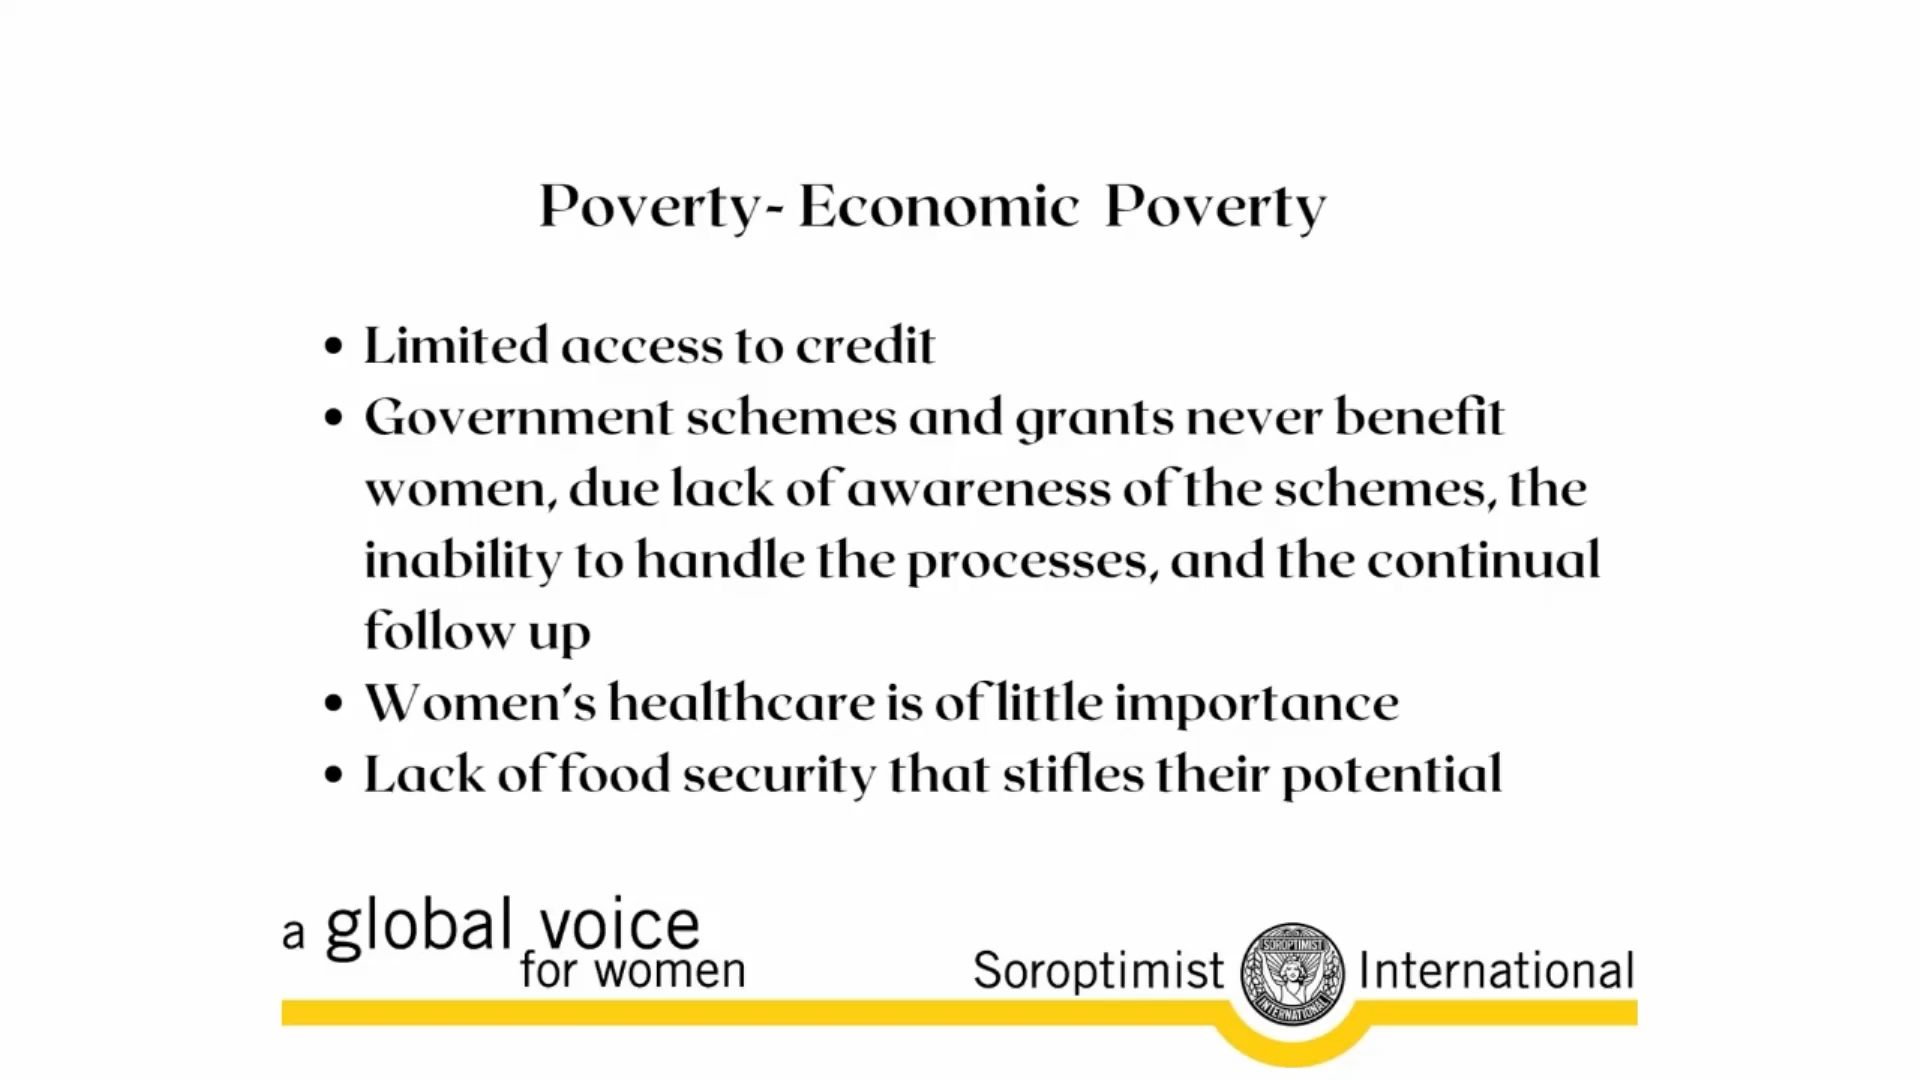 Poverty- Economic Poverty
• Limited access to credit
• Government schemes and grants never benefit
women, due lack of awareness of the schemes, the
inability to handle the processes, and the continual
follow up
• Women's healthcare is of little importance
• Lack of food security that stifles their potential
a global voice
for women
Soroptimist International
SOROPTIMIST
INTERNATIONAL